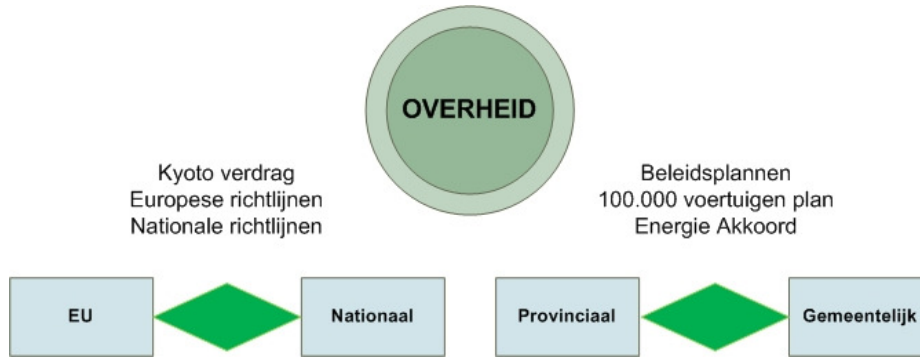 OVERHEID
Kyoto verdrag
Europese richtlijnen
Nationale richtlijnen
Beleidsplannen
100.000 voertuigen plan
Energie Akkoord
EU
Nationaal
Provinciaal
Gemeentelijk